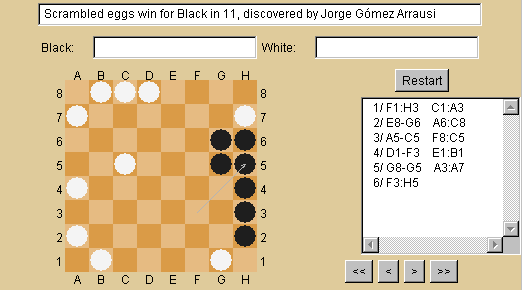 Scrambled eggs win for Black in 11, discovered by Jorge Gómez Arrausi
Black: White:
Restart
A B C D E F G H
8 8
7 7
6 6
5 5
4 4
3 3
2 2
1 1
A B C D E F G H
1/ F1:H3 C1:A3
2/ E8-G6 A6:C8
3/ A5-C5 F8:C5
4/ D1-F3 E1:B1
5/ G8-G5 A3:A7
6/ F3:H5
<< < > >>